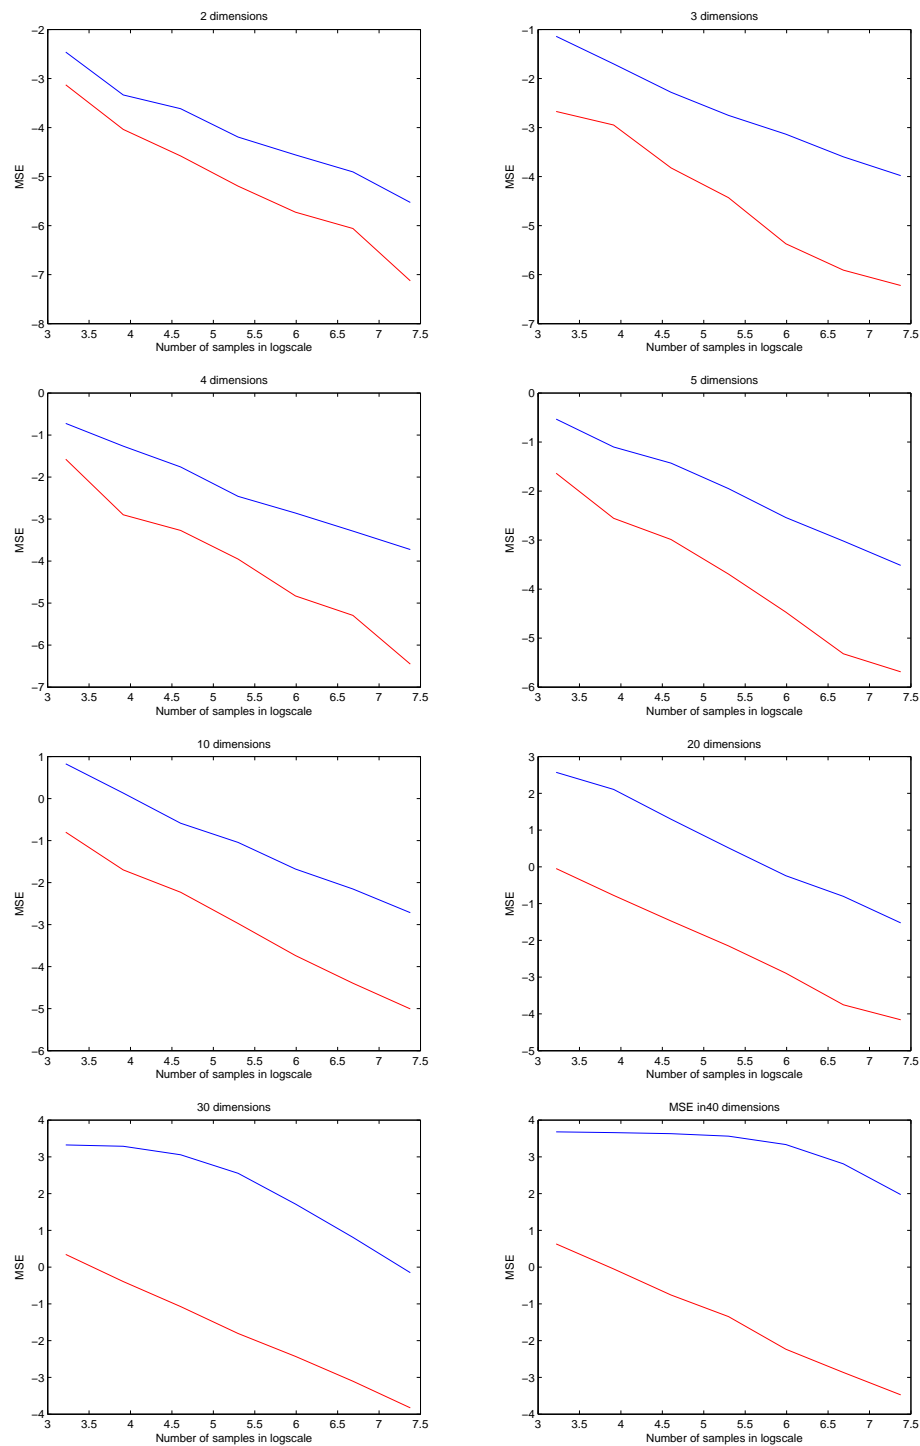 2 dimensions
−2
−3
−4
−5
−6
−7
−8
MSE
3 3.5 4 4.5 5 5.5 6 6.5 7 7.5
Number of samples in logscale
3 dimensions
−1
−2
−3
−4
−5
−6
−7
MSE
3 3.5 4 4.5 5 5.5 6 6.5 7 7.5
Number of samples in logscale
4 dimensions
0
−1
−2
−3
−4
−5
−6
−7
MSE
3 3.5 4 4.5 5 5.5 6 6.5 7 7.5
Number of samples in logscale
5 dimensions
0
−1
−2
−3
−4
−5
−6
MSE
3 3.5 4 4.5 5 5.5 6 6.5 7 7.5
Number of samples in logscale
10 dimensions
1
0
−1
−2
−3
−4
−5
−6
MSE
3 3.5 4 4.5 5 5.5 6 6.5 7 7.5
Number of samples in logscale
20 dimensions
3
2
1
0
−1
−2
−3
−4
−5
MSE
3 3.5 4 4.5 5 5.5 6 6.5 7 7.5
Number of samples in logscale
30 dimensions
4
3
2
1
0
−1
−2
−3
−4
MSE
3 3.5 4 4.5 5 5.5 6 6.5 7 7.5
Number of samples in logscale
MSE in40 dimensions
4
3
2
1
0
−1
−2
−3
−4
MSE
3 3.5 4 4.5 5 5.5 6 6.5 7 7.5
Number of samples in logscale